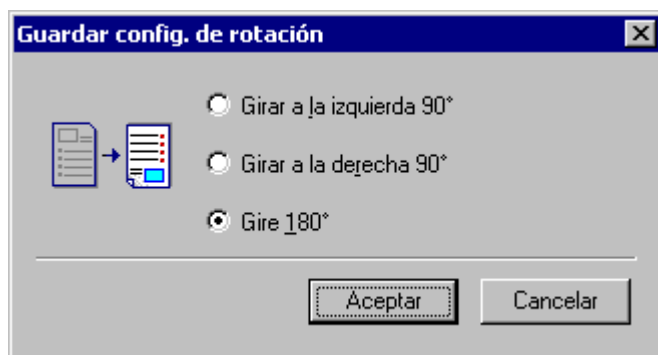 Guardar config. de rotación
Girar a la izquierda 90°
Girar a la derecha 90°
Gire 180°
Aceptar
Cancelar